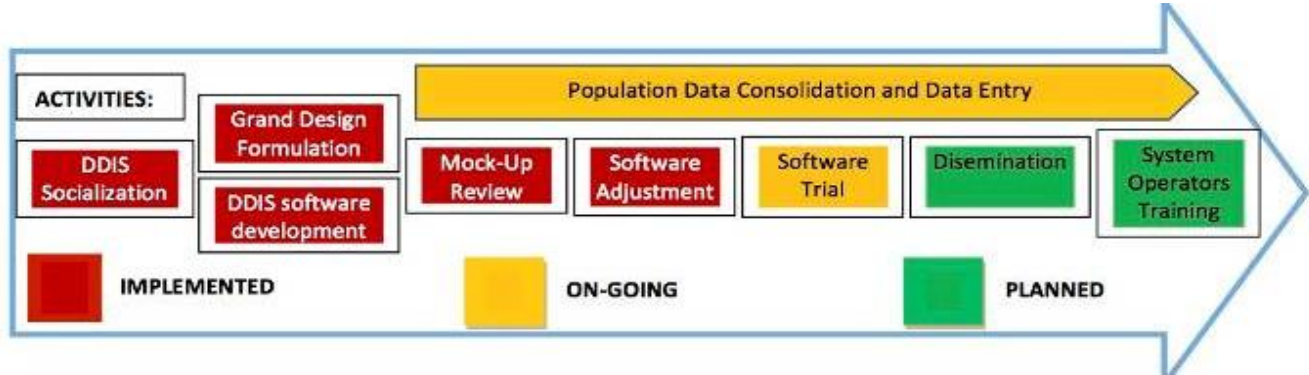 ACTIVITIES:
Population Data Consolidation and Data Entry
DDIS
Socialization
Grand Design
Formulation
DDIS software
development
Mock-Up
Review
Software
Adjustment
Software
Trial
Disemination
System
Operators
Training
IMPLEMENTED
ON-GOING
PLANNED